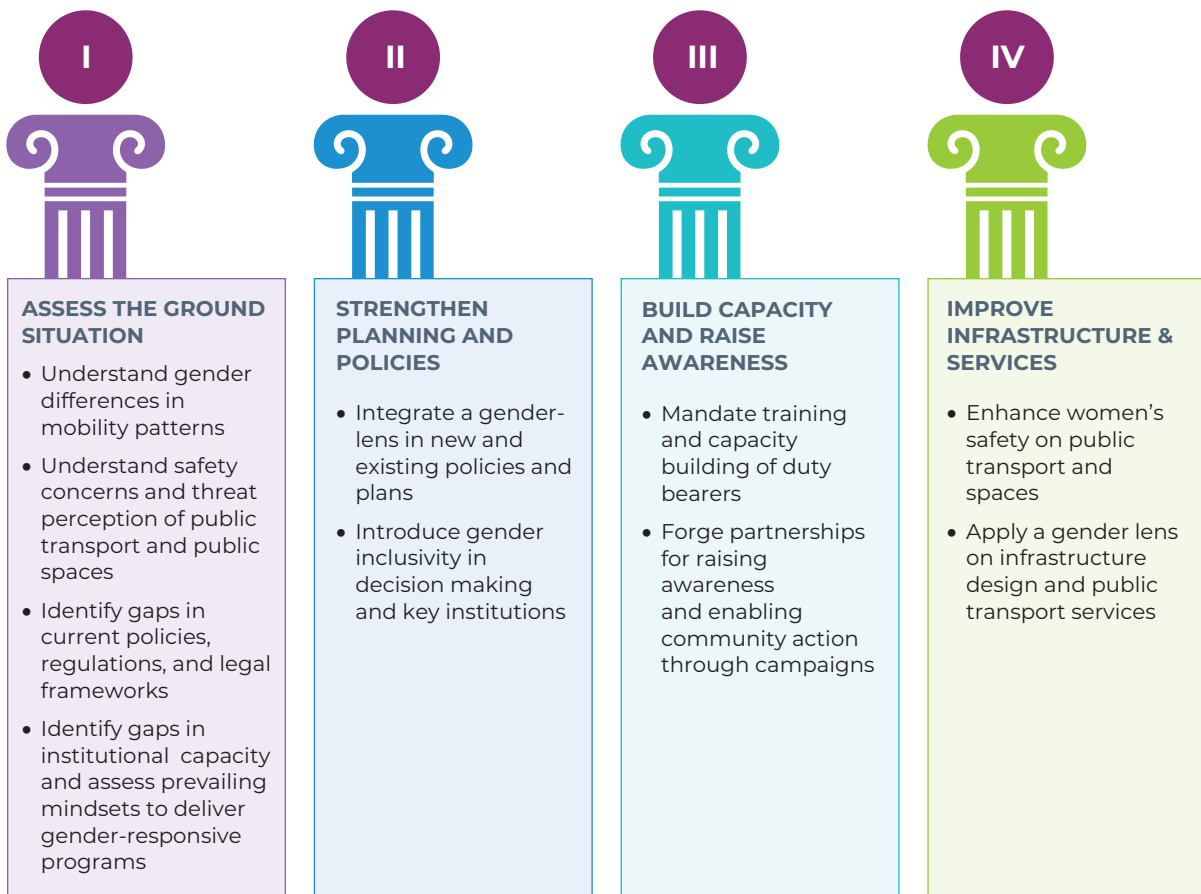 I
ASSESS THE GROUND
SITUATION
• Understand gender
differences in
mobility patterns
• Understand safety
concerns and threat
perception of public
transport and public
spaces
• Identify gaps in
current policies,
regulations, and legal
frameworks
• Identify gaps in
institutional capacity
and assess prevailing
mindsets to deliver
gender-responsive
programs
II
STRENGTHEN
PLANNING AND
POLICIES
• Integrate a gender-
lens in new and
existing policies and
plans
• Introduce gender
inclusivity in
decision making
and key institutions
III
BUILD CAPACITY
AND RAISE
AWARENESS
• Mandate training
and capacity
building of duty
bearers
• Forge partnerships
for raising
awareness
and enabling
community action
through campaigns
IV
IMPROVE
INFRASTRUCTURE &
SERVICES
• Enhance women’s
safety on public
transport and
spaces
• Apply a gender lens
on infrastructure
design and public
transport services